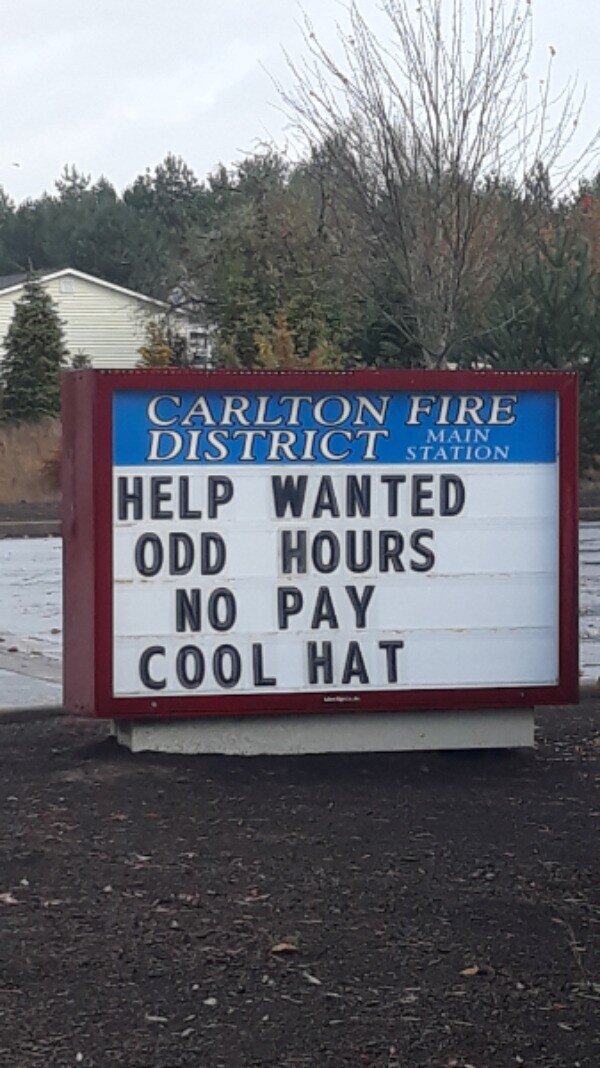 CARLTON FIRE
DISTRICT MAIN STATION
HELP WANTED
ODD HOURS
NO PAY
COOL HAT